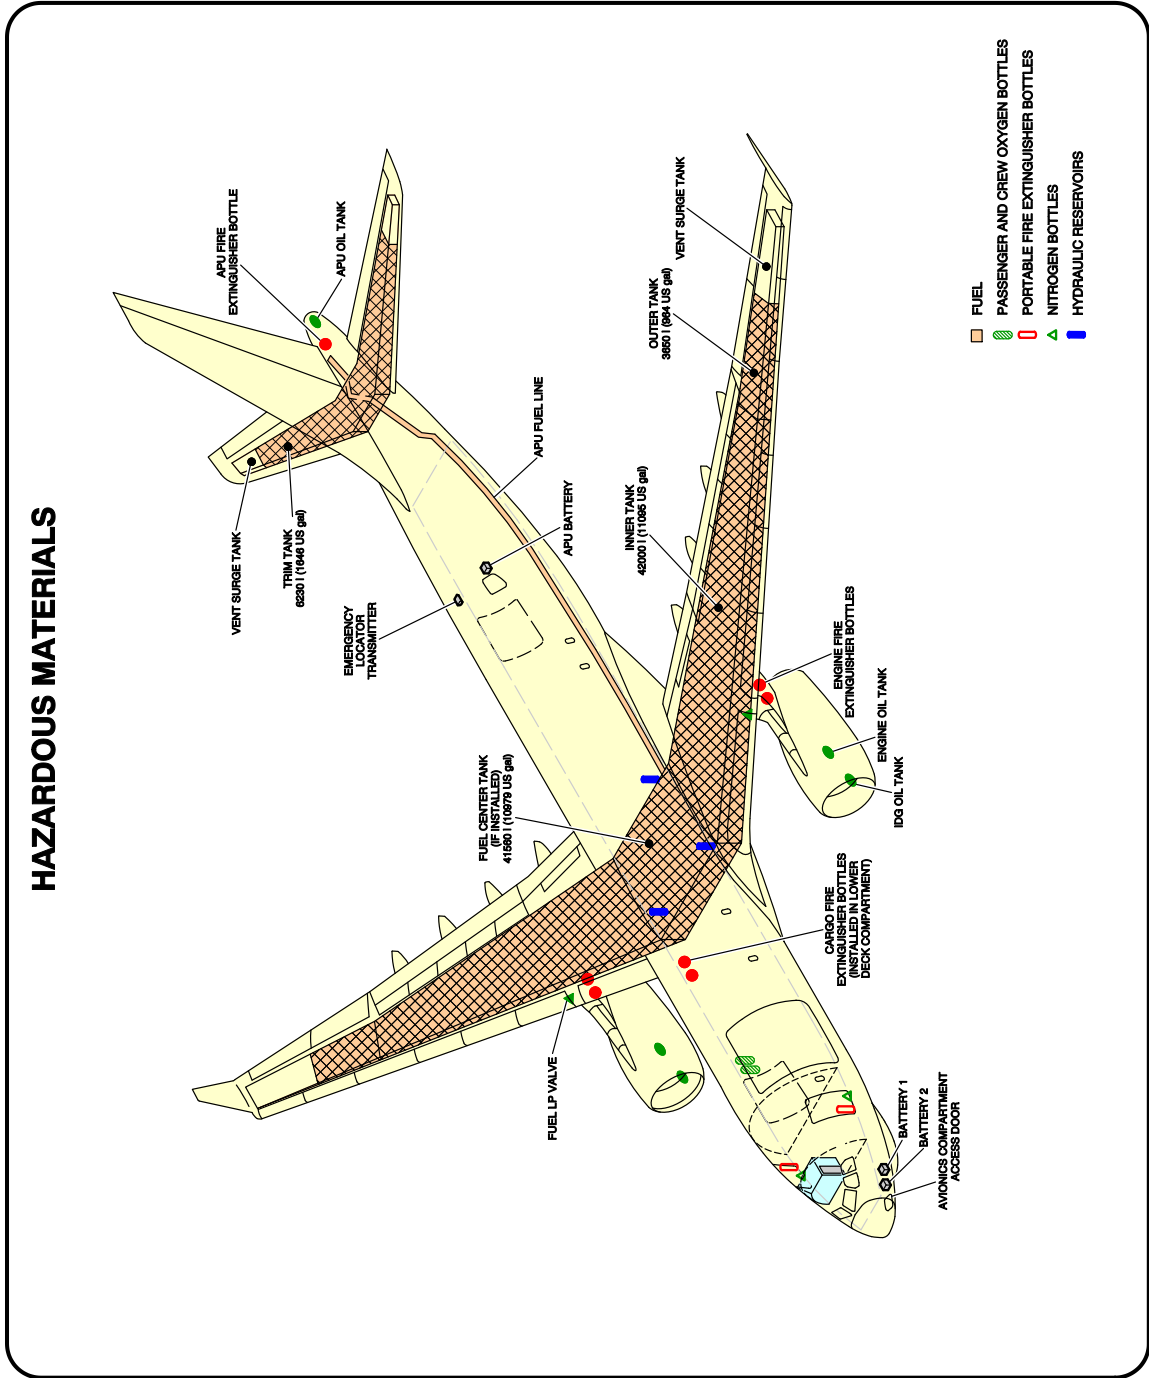 HAZARDOUS MATERIALS
APU FIRE
EXTINGUISHER BOTTLE
APU OIL TANK
VENT SURGE TANK
TRIM TANK
6230 l (1646 US gal)
EMERGENCY
LOCATOR
TRANSMITTER
APU FUEL LINE
APU BATTERY
VENT SURGE TANK
OUTER TANK
3650 l (964 US gal)
INNER TANK
42000 l (11095 US gal)
FUEL CENTER TANK
(IF INSTALLED)
41560 l (10979 US gal)
ENGINE FIRE
EXTINGUISHER BOTTLES
ENGINE OIL TANK
IDG OIL TANK
CARGO FIRE
EXTINGUISHER BOTTLES
(INSTALLED IN LOWER
DECK COMPARTMENT)
FUEL LP VALVE
BATTERY 1
BATTERY 2
AVIONICS COMPARTMENT
ACCESS DOOR
FUEL
PASSENGER AND CREW OXYGEN BOTTLES
PORTABLE FIRE EXTINGUISHER BOTTLES
NITROGEN BOTTLES
HYDRAULIC RESERVOIRS